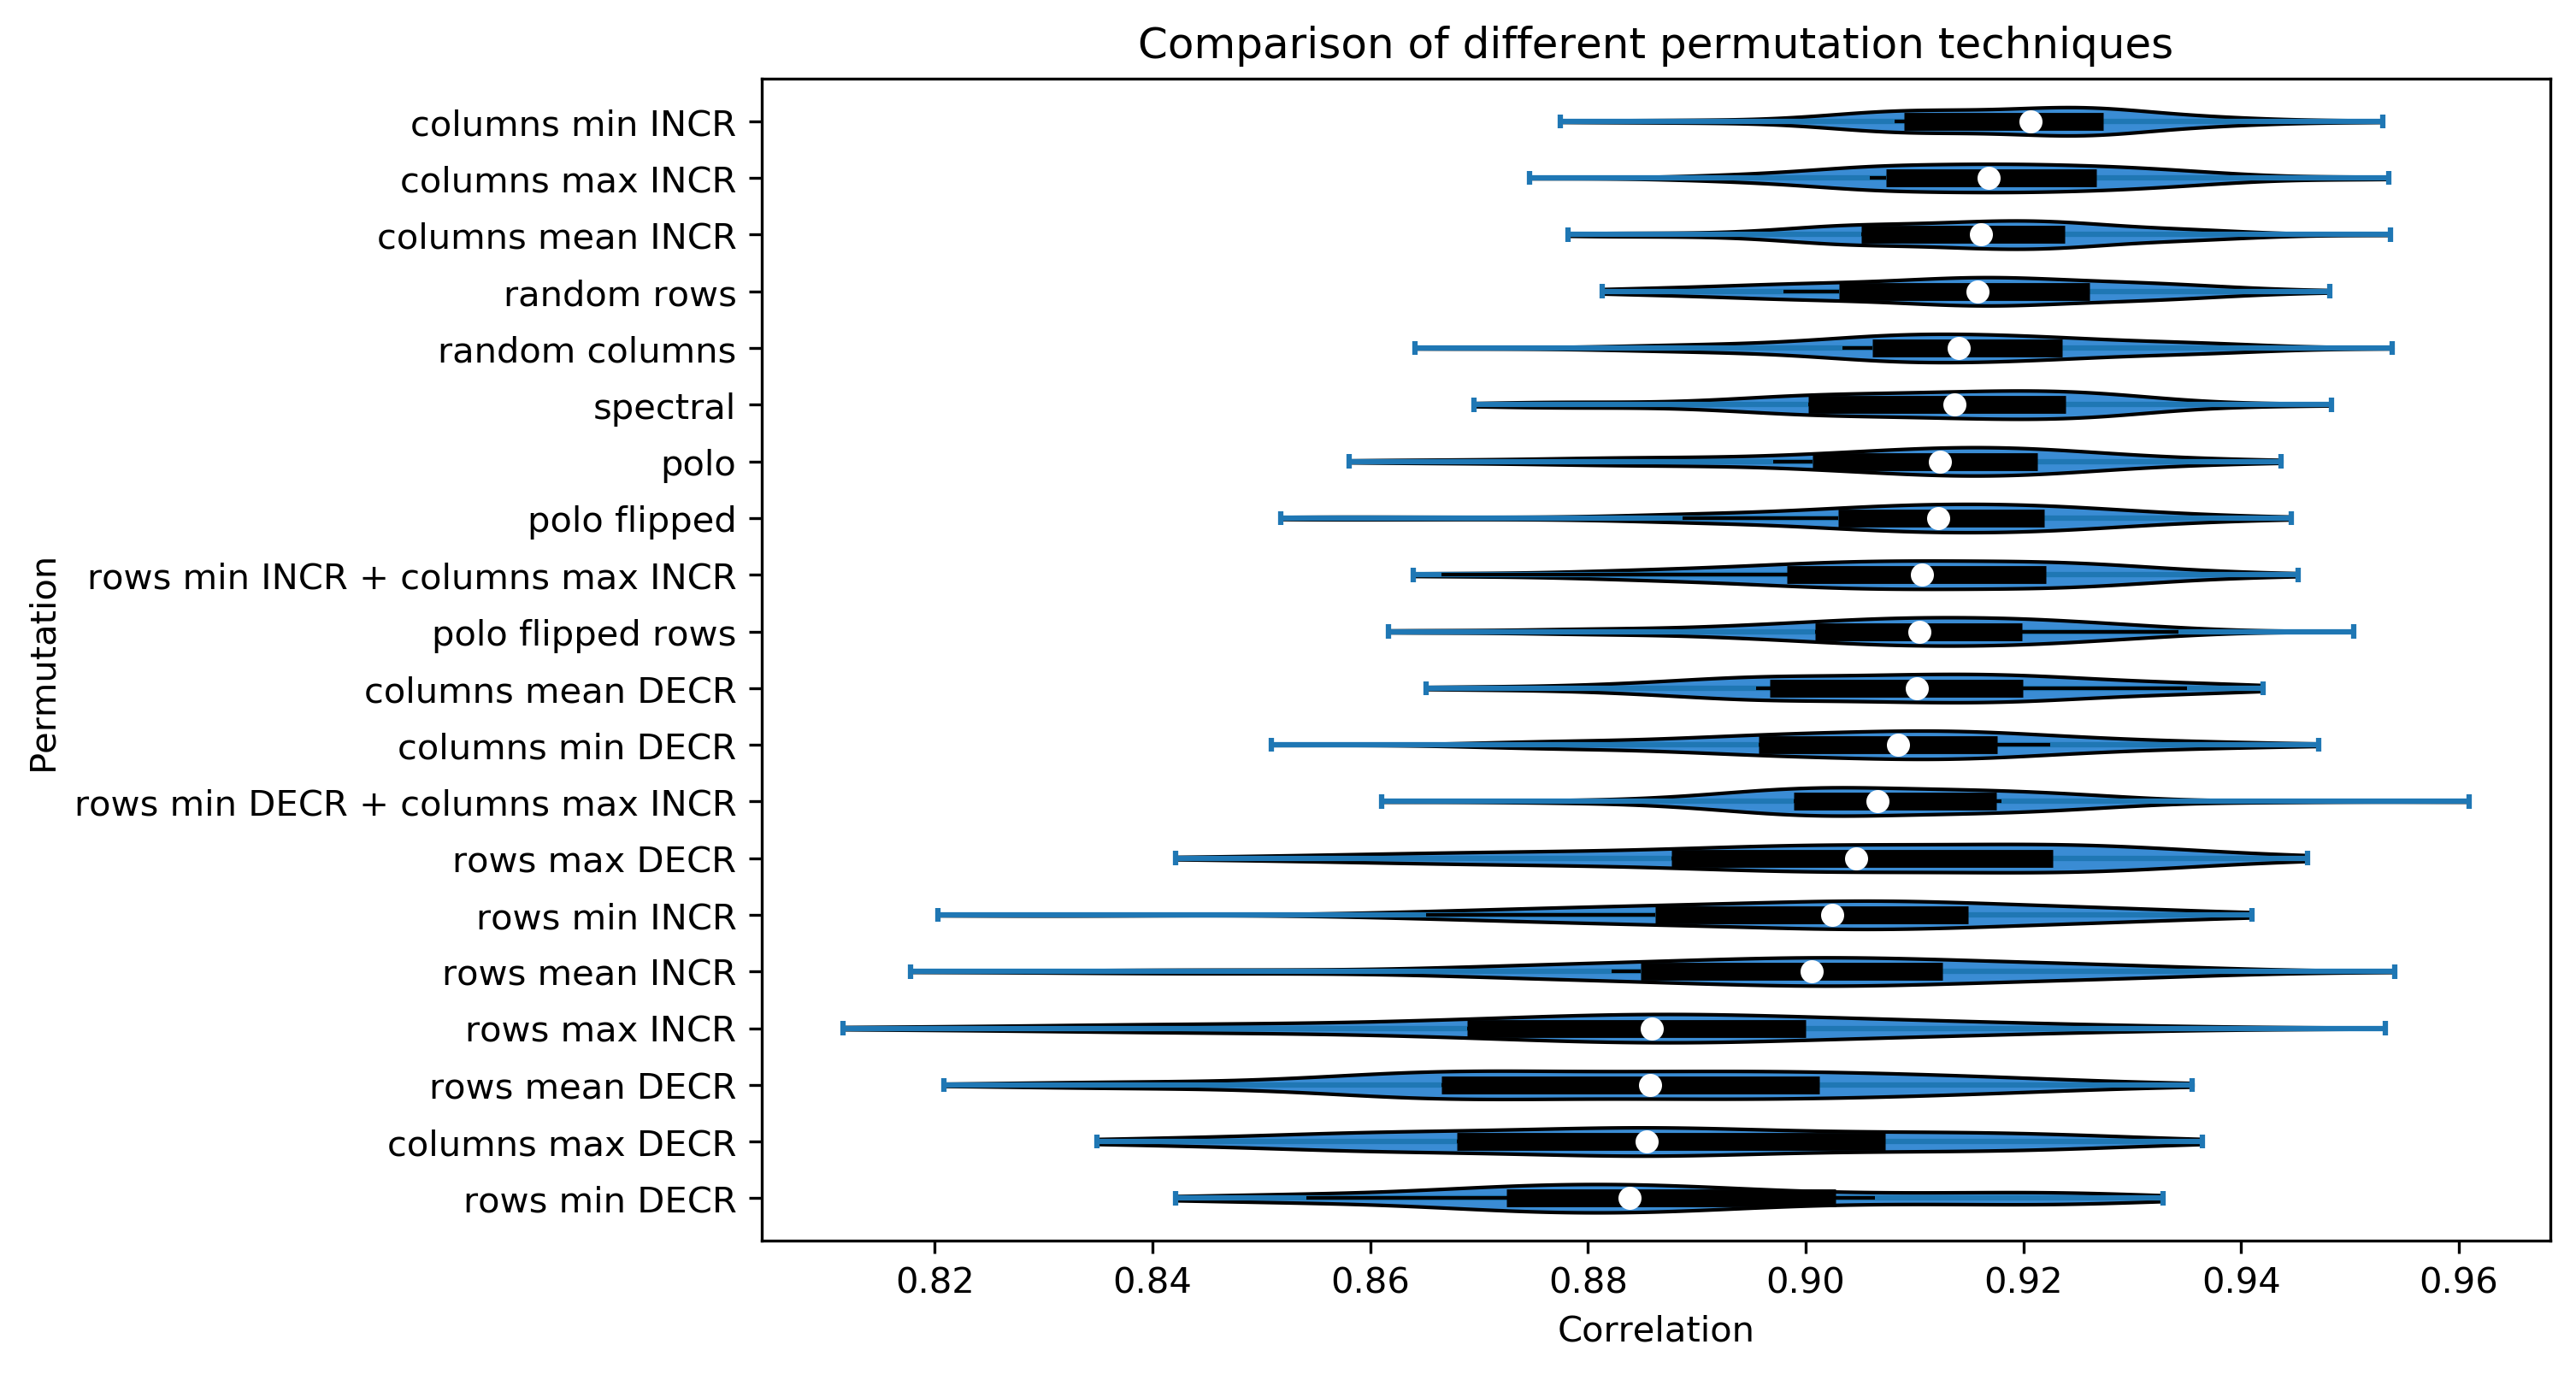 Comparison of different permutation techniques
columns min INCR
columns max INCR
columns mean INCR
random rows
random columns
spectral
polo
polo flipped
rows min INCR + columns max INCR
polo flipped rows
columns mean DECR
columns min DECR
rows min DECR + columns max INCR
rows max DECR
rows min INCR
rows mean INCR
rows max INCR
rows mean DECR
columns max DECR
rows min DECR
Permutation
0.82 0.84 0.86 0.88 0.90 0.92 0.94 0.96
Correlation